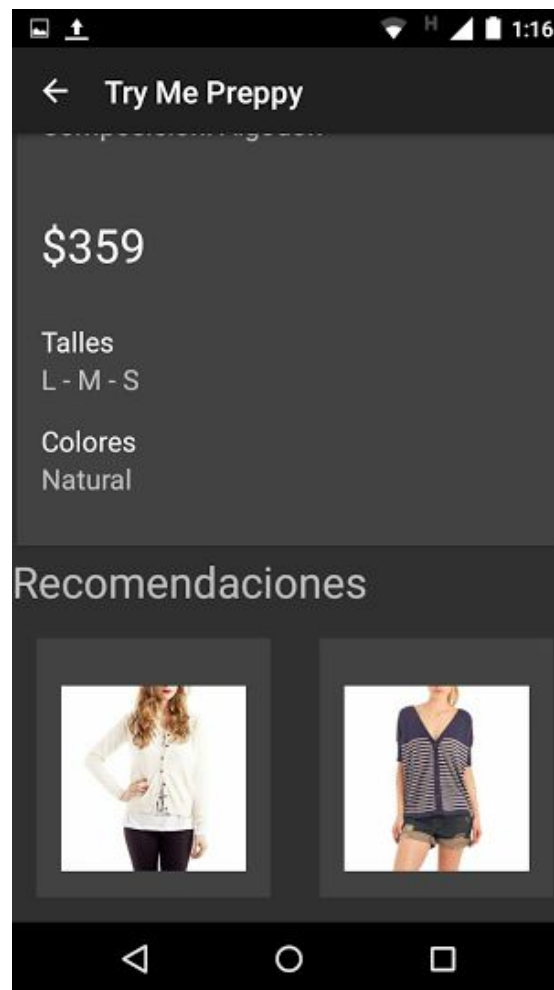 H 1:16
Try Me Preppy
$359
Talles
L - M - S
Colores
Natural
Recomendaciones